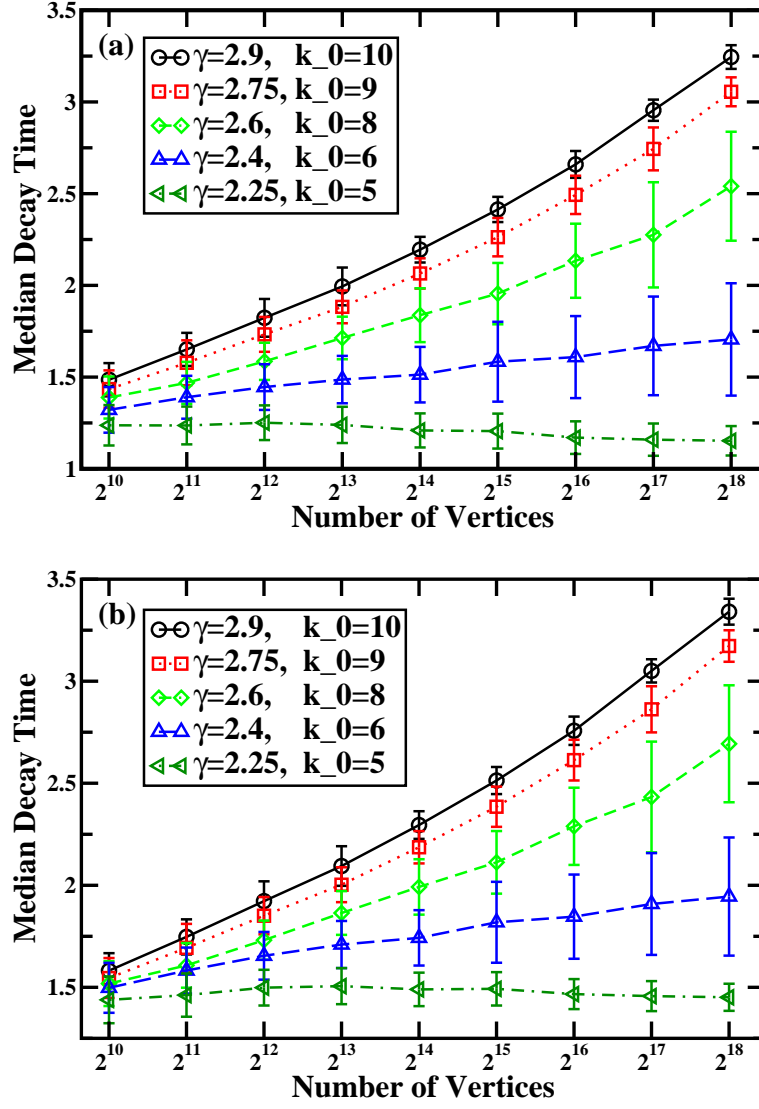 3.5
(a)
γ=2.9, k_0=10
γ=2.75, k_0=9
γ=2.6, k_0=8
γ=2.4, k_0=6
γ=2.25, k_0=5
3
2.5
2
1.5
1
Median Decay Time
2^10 2^11 2^12 2^13 2^14 2^15 2^16 2^17 2^18
Number of Vertices
3.5
(b)
γ=2.9, k_0=10
γ=2.75, k_0=9
γ=2.6, k_0=8
γ=2.4, k_0=6
γ=2.25, k_0=5
3
2.5
2
1.5
Median Decay Time
2^10 2^11 2^12 2^13 2^14 2^15 2^16 2^17 2^18
Number of Vertices